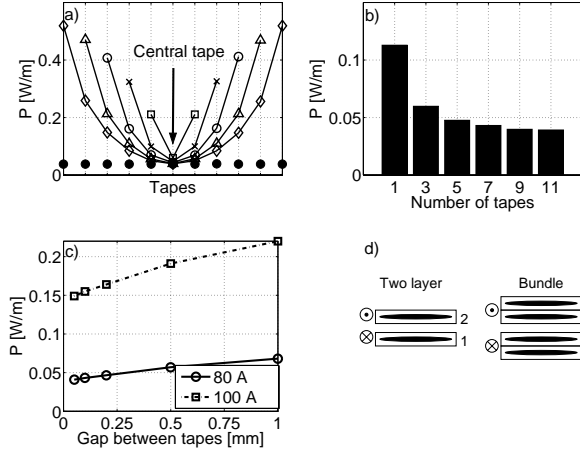 a)
P [W/m]
0.4
0.2
0
Central tape
Tapes
b)
P [W/m]
0.1
0.05
0
1 3 5 7 9 11
Number of tapes
c)
P [W/m]
0.2
0.15
0.1
0.05
0
0 0.25 0.5 0.75 1
Gap between tapes [mm]
80 A
100 A
d)
Two layer
2
1
Bundle